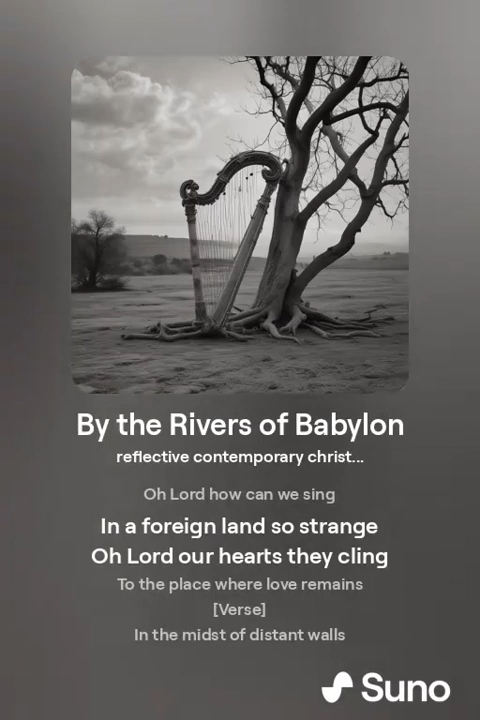 By the Rivers of Babylon
reflective contemporary christ...
Oh Lord how can we sing
In a foreign land so strange
Oh Lord our hearts they cling
To the place where love remains
[Verse]
In the midst of distant walls
Suno